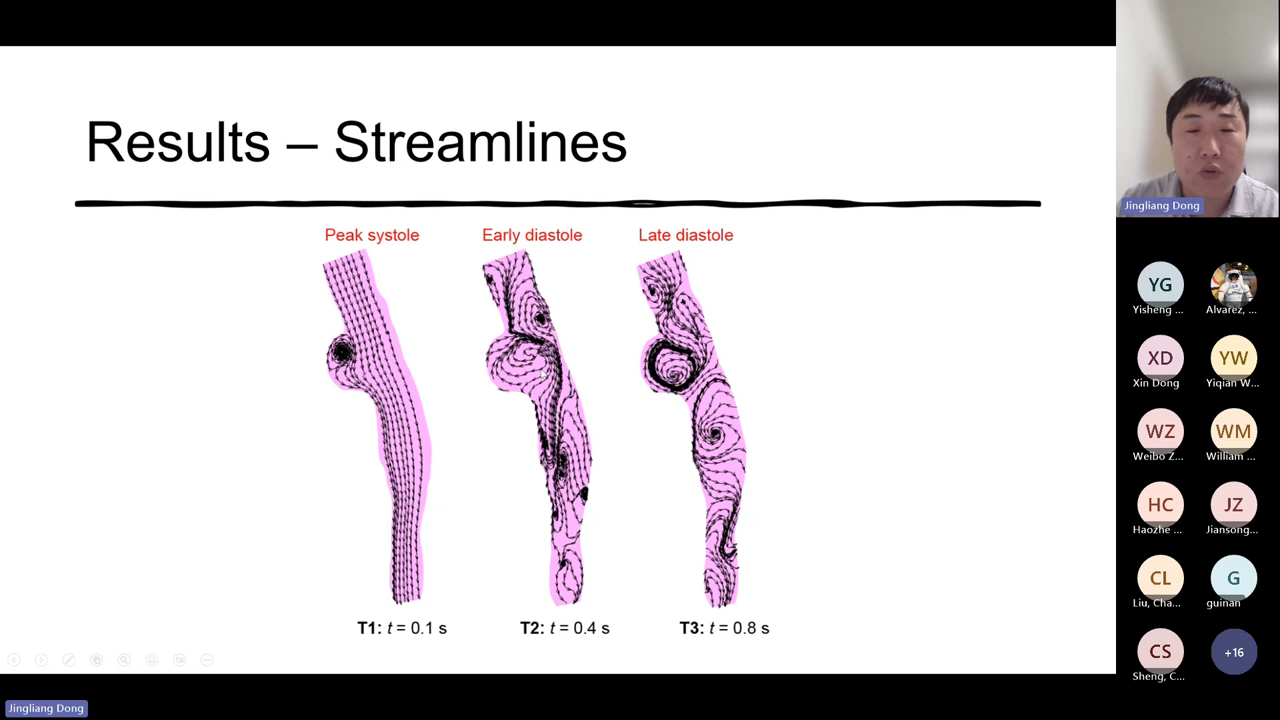 Results – Streamlines
Peak systole
Early diastole
Late diastole
T1: t = 0.1 s
T2: t = 0.4 s
T3: t = 0.8 s
Jingliang Dong
YG
Yisheng ...
Alvarez, ...
XD
Xin Dong
YW
Yiqian W...
WZ
Weibo Z...
WM
William ...
HC
Haozhe ...
JZ
Jiansong...
CL
Liu, Cha...
G
guinan
CS
Sheng, C...
+16
Jingliang Dong